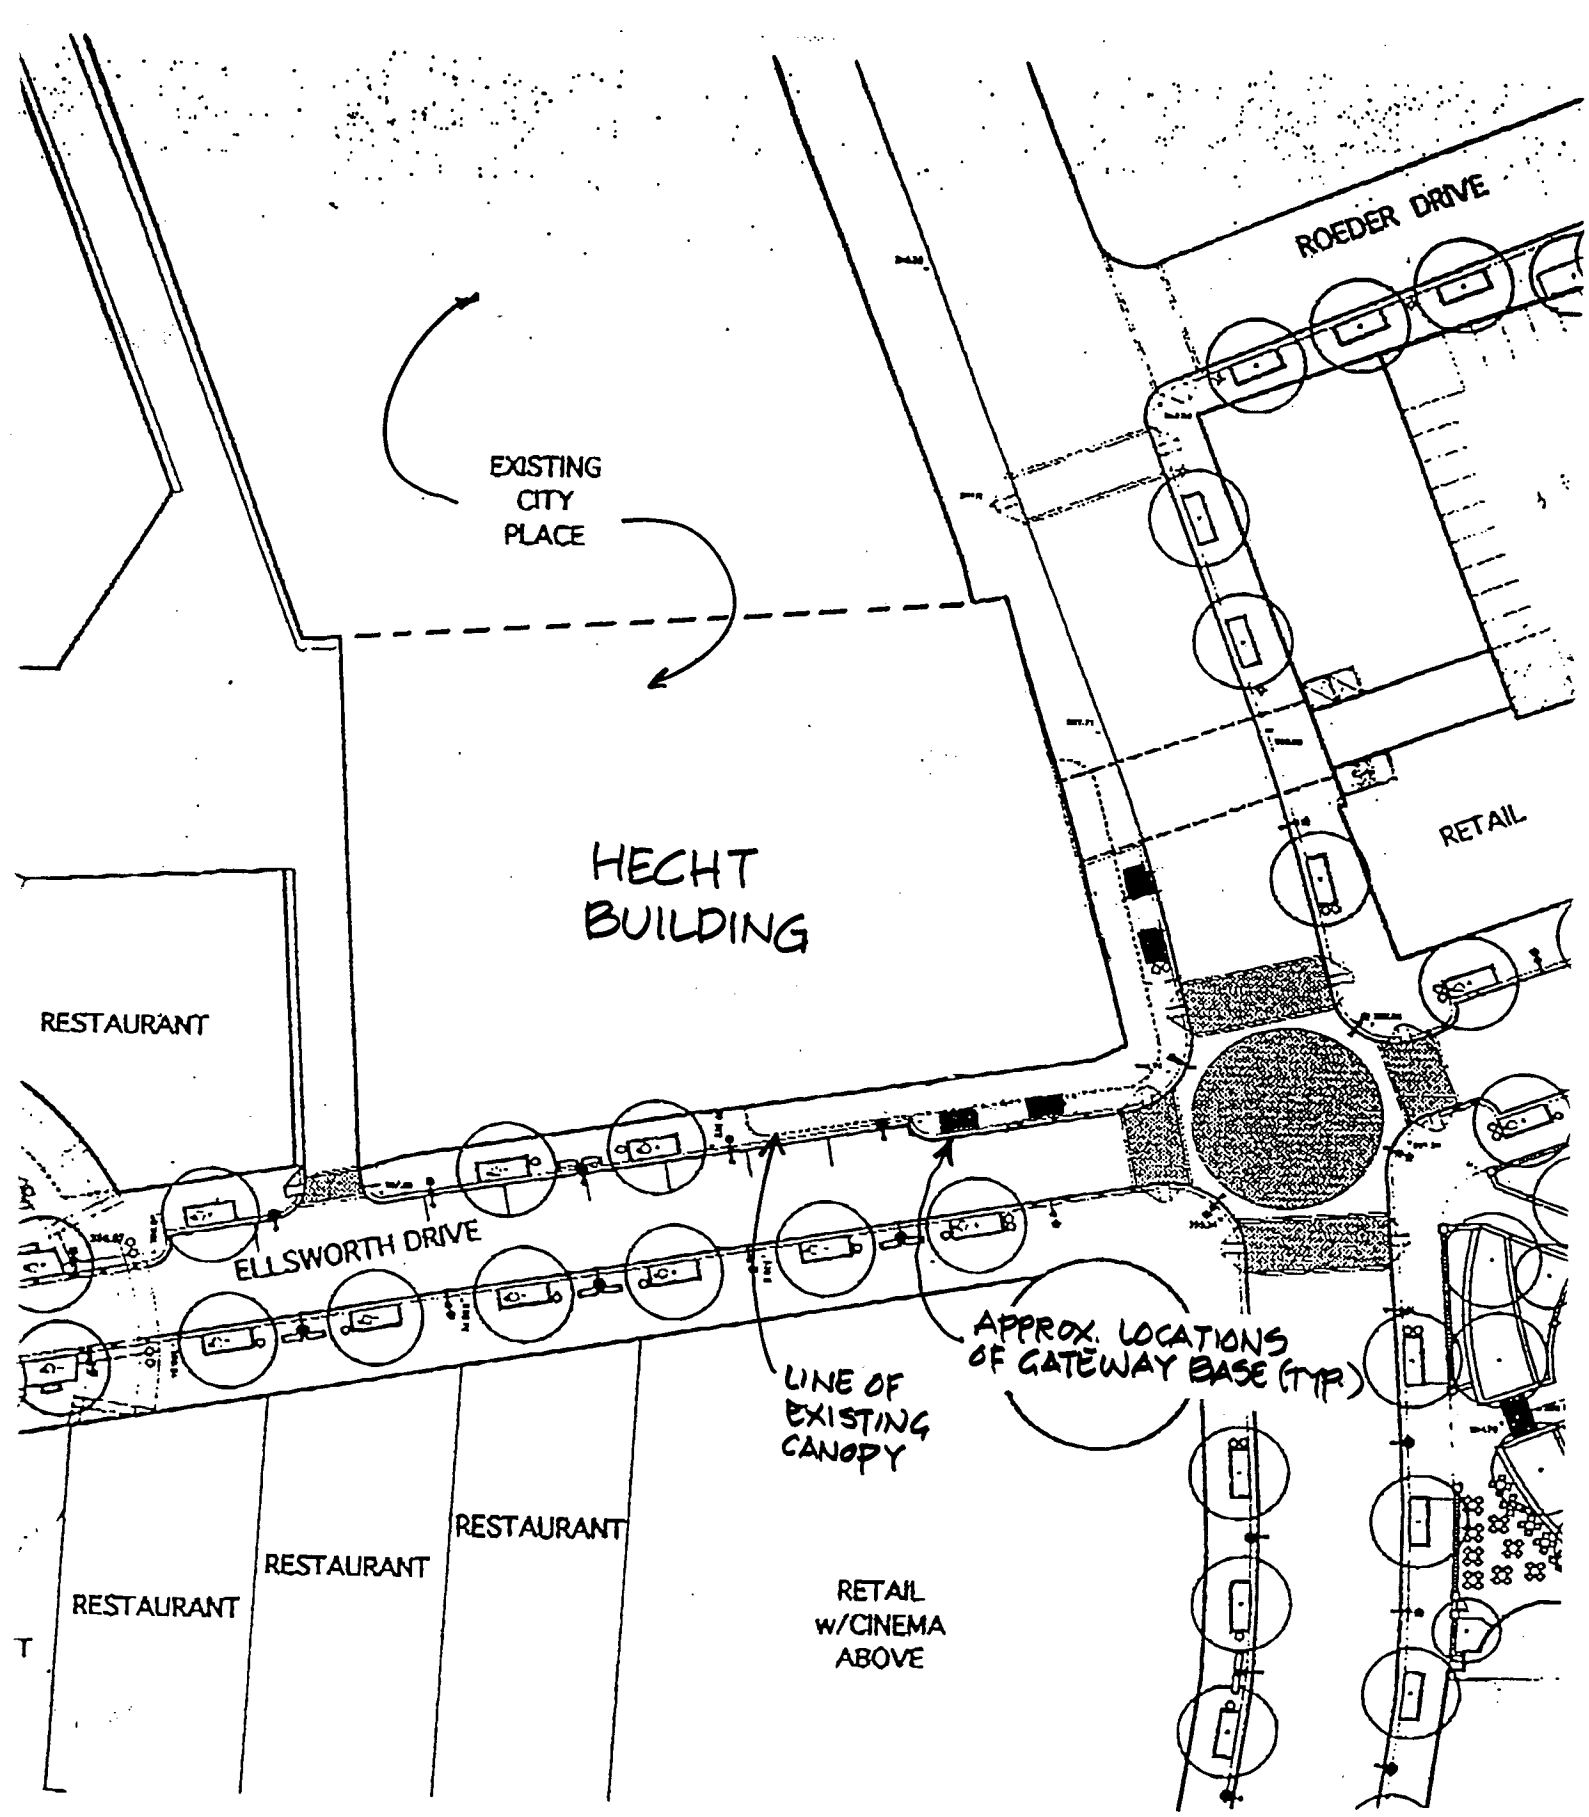 ROEDER DRIVE
EXISTING
CITY
PLACE
HECHT
BUILDING
RETAIL
RESTAURANT
ELLSWORTH DRIVE
APPROX. LOCATIONS
OF GATEWAY BASE (TYP.)
LINE OF
EXISTING
CANOPY
RESTAURANT
RESTAURANT
RESTAURANT
RETAIL
W/CINEMA
ABOVE
T